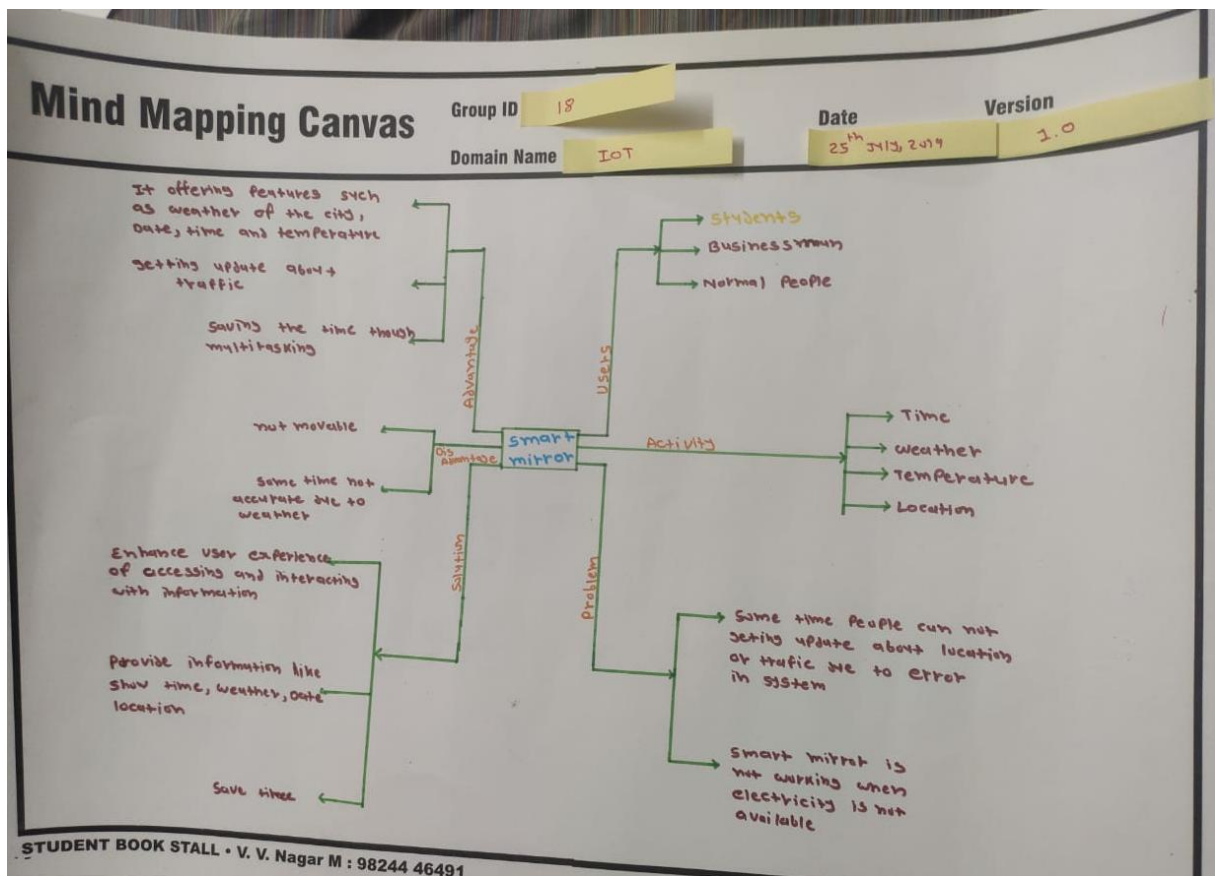 Mind Mapping Canvas
Group ID 18
Domain Name IOT
Date
25th July, 2019
Version
1.0
It offering features such
as weather of the city,
Date, time and temperature
getting update about
traffic
Saving the time though
multitasking
Advantage
Users
Students
Businessman
Normal People
not movable
Some time not
accurate due to
weather
Dis
Advantage
smart
mirror
Activity
Time
weather
Temperature
Location
Enhance user experience
of accessing and interacting
with information
Provide information like
show time, weather, Date
location
Save time
Solution
Problem
Some time People can not
geting update about location
or trafic due to error
in system
Smart mirror is
not working when
electricity is not
available
STUDENT BOOK STALL • V. V. Nagar M : 98244 46491